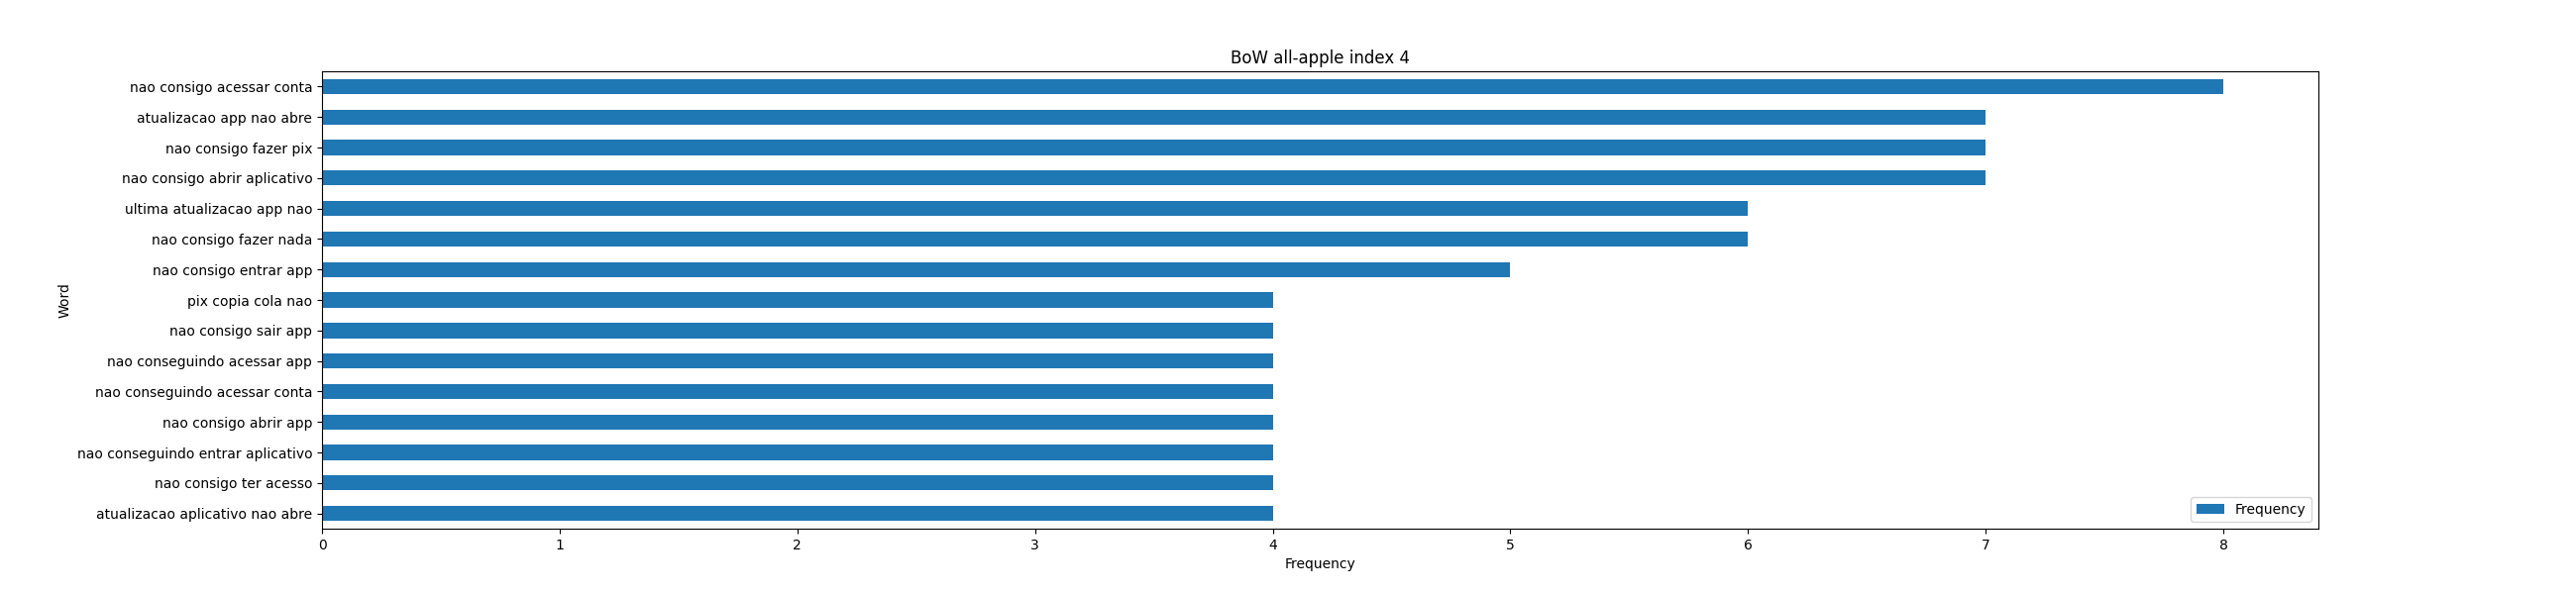 BoW all-apple index 4
nao consigo acessar conta
atualizacao app nao abre
nao consigo fazer pix
nao consigo abrir aplicativo
ultima atualizacao app nao
nao consigo fazer nada
nao consigo entrar app
pix copia cola nao
nao consigo sair app
nao conseguindo acessar app
nao conseguindo acessar conta
nao consigo abrir app
nao conseguindo entrar aplicativo
nao consigo ter acesso
atualizacao aplicativo nao abre
Word
Frequency
0 1 2 3 4 5 6 7 8
Frequency